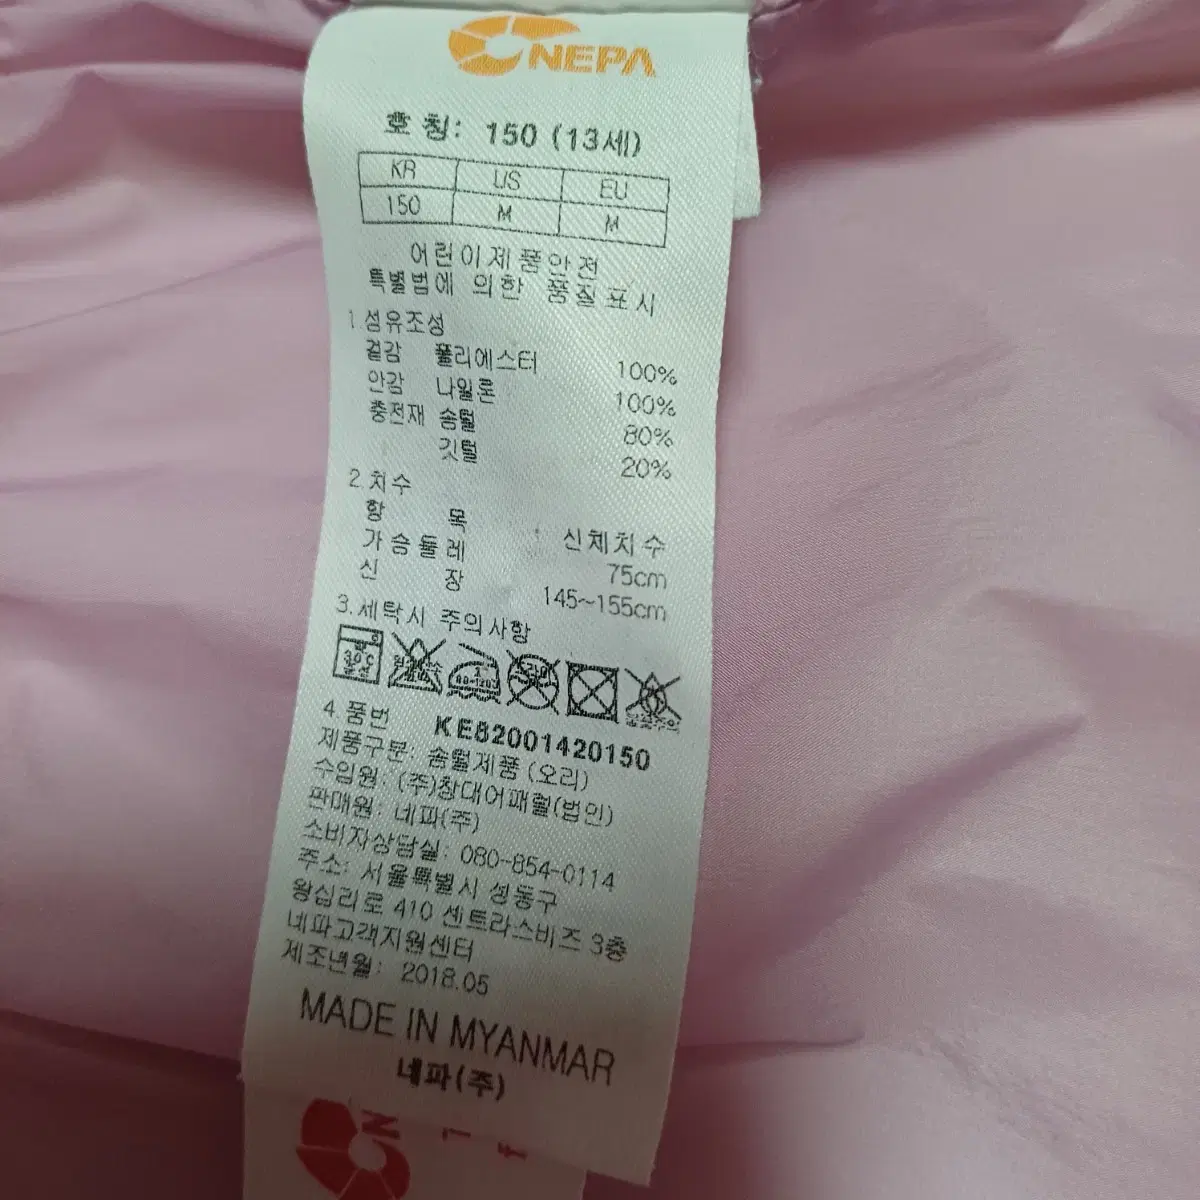 NEPA
호 칭: 150 (13세)
KR US EU
150 M M
어린이제품안전
특별법에 의한 품질표시
1.섬유조성
겉감 폴리에스터 100%
안감 나일론 100%
충전재 솜털 80%
깃털 20%
2.치수
항 목 신체치수
가슴둘레 75cm
신 장 145~155cm
3.세탁시 주의사항
30℃
80~120℃
4.품번 KE82001420150
제품구분: 솜털제품(오리)
수입원: (주)창대어패럴(법인)
판매원: 네파(주)
소비자상담실: 080-854-0114
주소: 서울특별시 성동구
왕십리로 410 센트라스비즈 3층
네파고객지원센터
제조년월: 2018.05
MADE IN MYANMAR
네파(주)